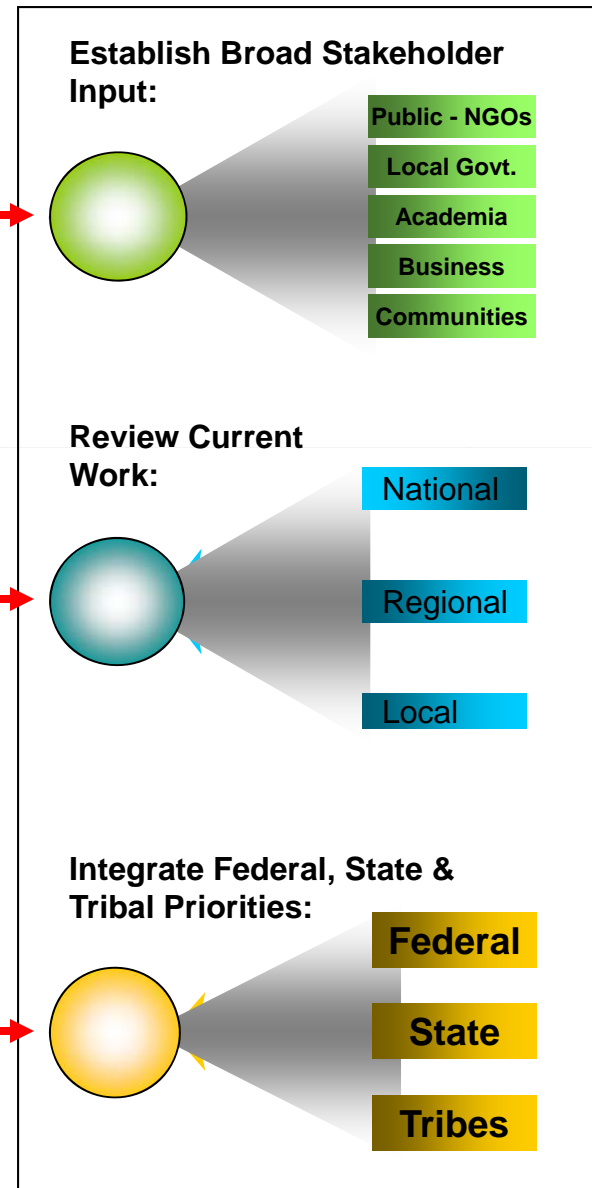 Establish Broad Stakeholder
Input:
Public - NGOs
Local Govt.
Academia
Business
Communities
Review Current
Work:
National
Regional
Local
Integrate Federal, State &
Tribal Priorities:
Federal
State
Tribes